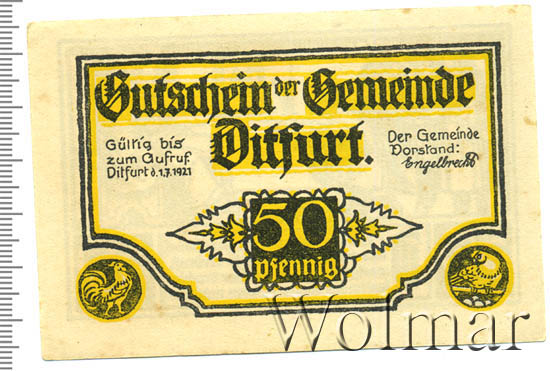 Gutschein der Gemeinde
Ditfurt.
Gültig bis
zum Aufruf.
Ditfurt d. 1.7.1921
Der Gemeinde
Vorstand:
Engelbrecht
50
Pfennig
Wolmar